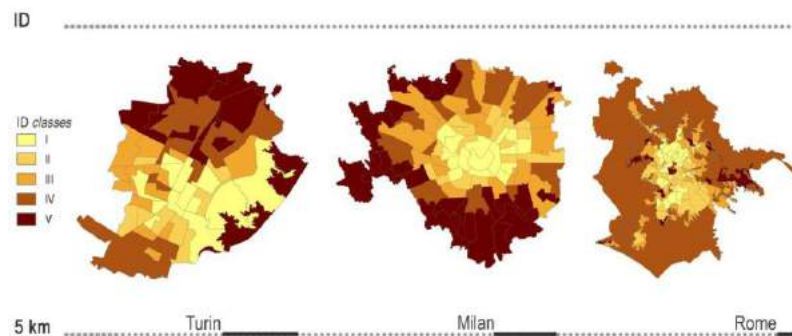 ID
ID classes
I
II
III
IV
V
5 km
Turin
Milan
Rome